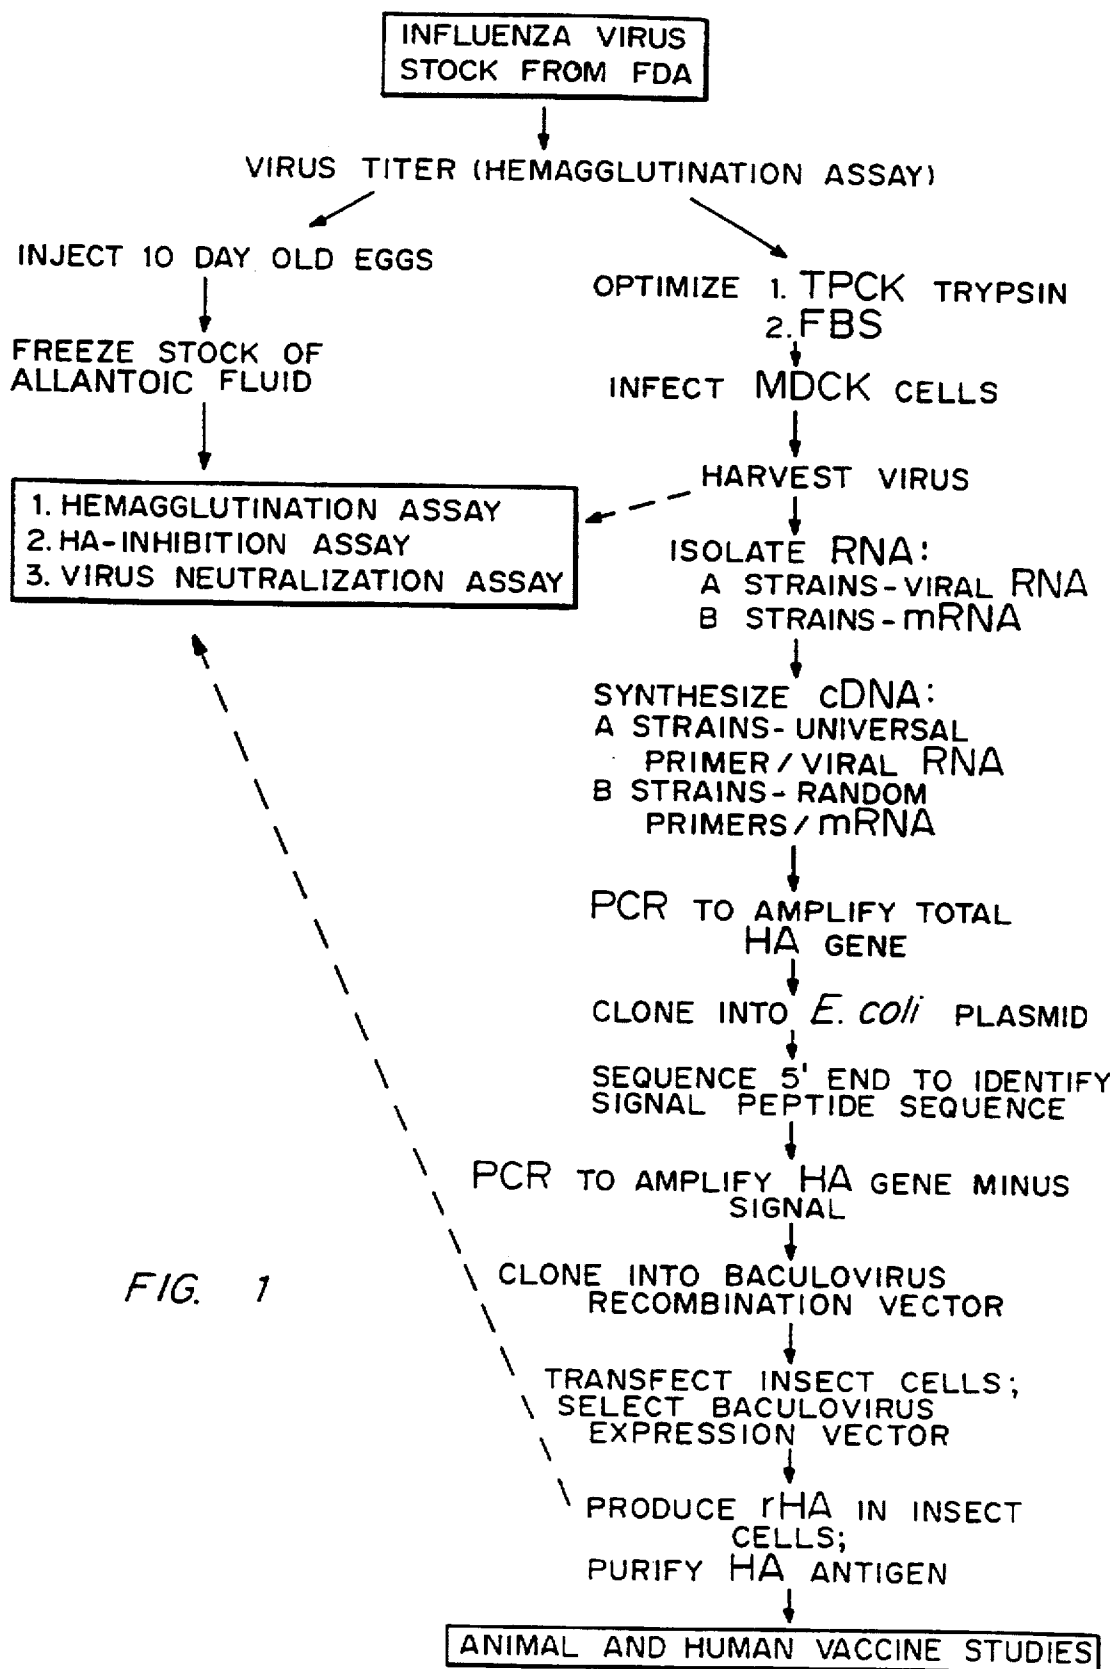 INFLUENZA VIRUS
STOCK FROM FDA
VIRUS TITER (HEMAGGLUTINATION ASSAY)
INJECT 10 DAY OLD EGGS
FREEZE STOCK OF
ALLANTOIC FLUID
1. HEMAGGLUTINATION ASSAY
2. HA-INHIBITION ASSAY
3. VIRUS NEUTRALIZATION ASSAY
OPTIMIZE 1. TPCK TRYPSIN
2. FBS
INFECT MDCK CELLS
HARVEST VIRUS
ISOLATE RNA:
A STRAINS-VIRAL RNA
B STRAINS-mRNA
SYNTHESIZE cDNA:
A STRAINS-UNIVERSAL
PRIMER/VIRAL RNA
B STRAINS-RANDOM
PRIMERS/mRNA
PCR TO AMPLIFY TOTAL
HA GENE
CLONE INTO E. coli PLASMID
SEQUENCE 5' END TO IDENTIFY
SIGNAL PEPTIDE SEQUENCE
PCR TO AMPLIFY HA GENE MINUS
SIGNAL
CLONE INTO BACULOVIRUS
RECOMBINATION VECTOR
TRANSFECT INSECT CELLS;
SELECT BACULOVIRUS
EXPRESSION VECTOR
PRODUCE rHA IN INSECT
CELLS;
PURIFY HA ANTIGEN
ANIMAL AND HUMAN VACCINE STUDIES
FIG. 1